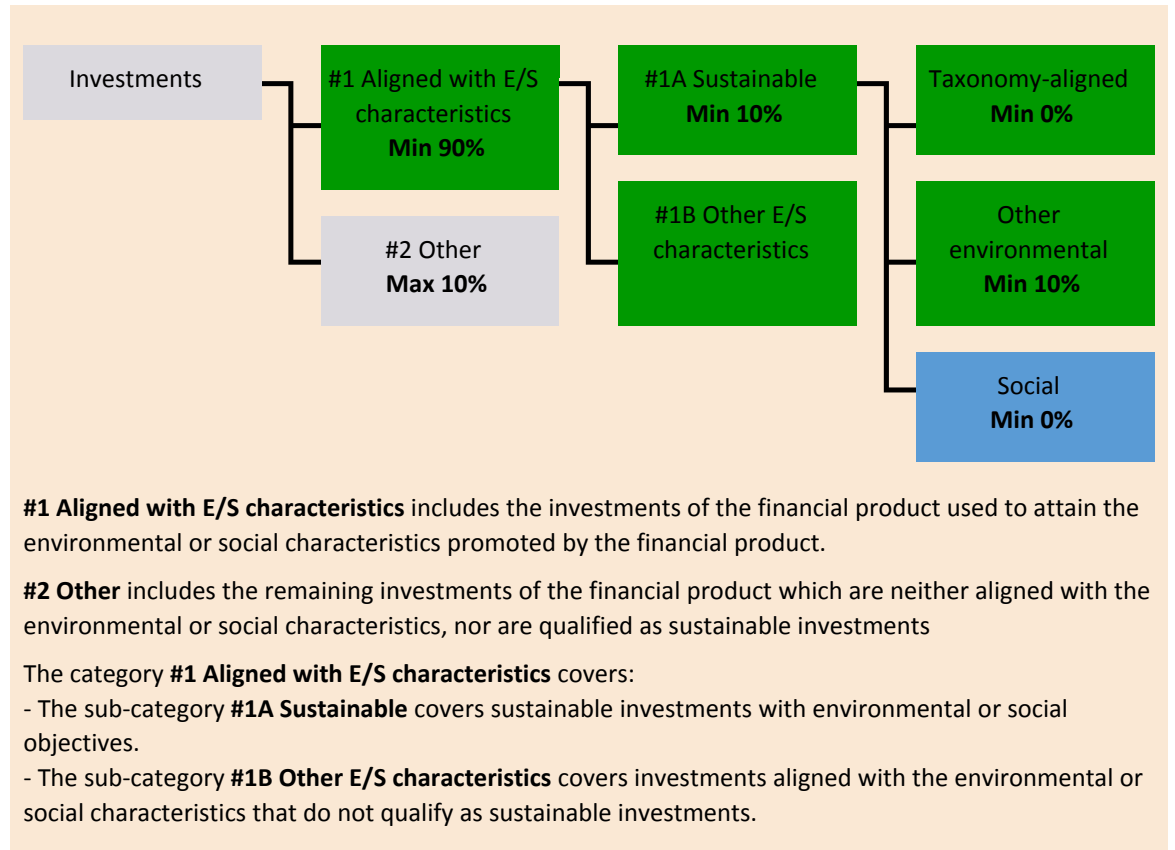 Investments
#1 Aligned with E/S
characteristics
Min 90%
#2 Other
Max 10%
#1A Sustainable
Min 10%
#1B Other E/S
characteristics
Taxonomy-aligned
Min 0%
Other
environmental
Min 10%
Social
Min 0%
#1 Aligned with E/S characteristics includes the investments of the financial product used to attain the
environmental or social characteristics promoted by the financial product.
#2 Other includes the remaining investments of the financial product which are neither aligned with the
environmental or social characteristics, nor are qualified as sustainable investments
The category #1 Aligned with E/S characteristics covers:
- The sub-category #1A Sustainable covers sustainable investments with environmental or social
objectives.
- The sub-category #1B Other E/S characteristics covers investments aligned with the environmental or
social characteristics that do not qualify as sustainable investments.